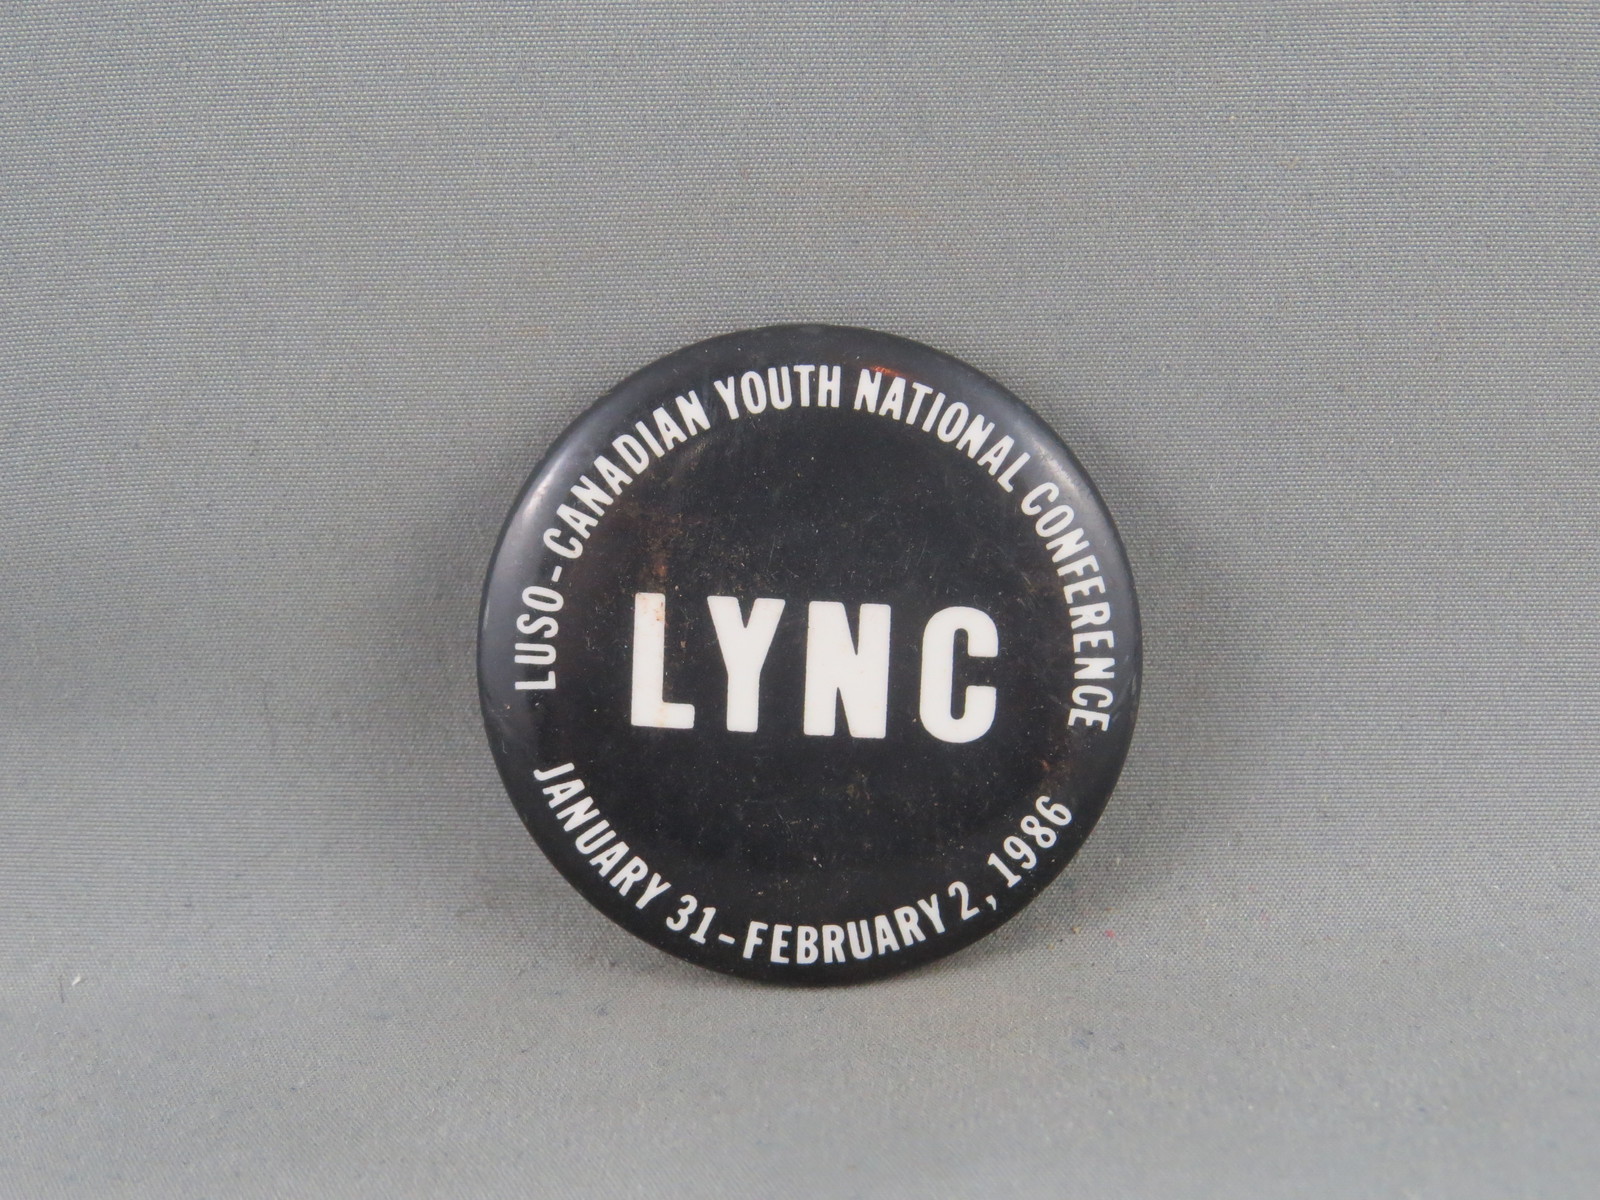 LUSO-CANADIAN YOUTH NATIONAL CONFERENCE
LYNC
JANUARY 31-FEBRUARY 2, 1986